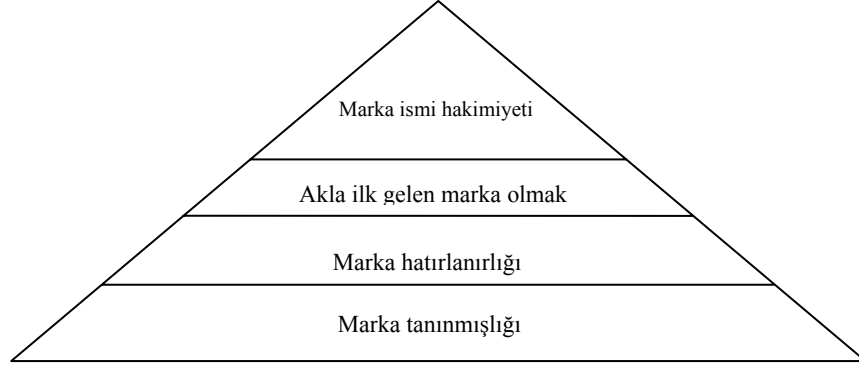 Marka ismi hakimiyeti
Akla ilk gelen marka olmak
Marka hatırlanırlığı
Marka tanınmışlığı